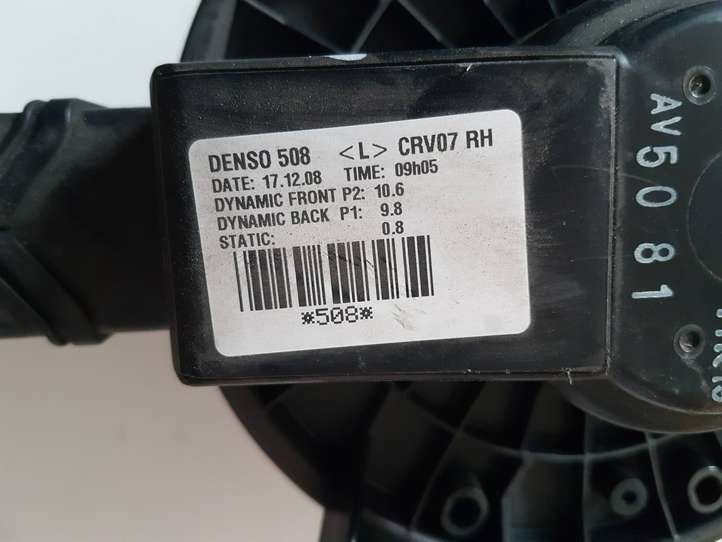 DENSO 508 <L> CRV07 RH
DATE: 17.12.08 TIME: 09h05
DYNAMIC FRONT P2: 10.6
DYNAMIC BACK P1: 9.8
STATIC: 0.8
*508*
AV50 81